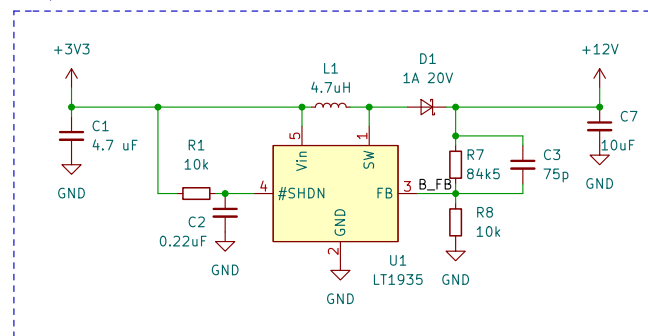 +3V3
+12V
D1
1A 20V
L1
4.7uH
C1
4.7 uF
GND
R1
10k
5
Vin
1
SW
R7
84k5
C3
75p
C7
10uF
GND
4
#SHDN
FB
3
B_FB
C2
0.22uF
GND
GND
2
R8
10k
GND
U1
LT1935
GND